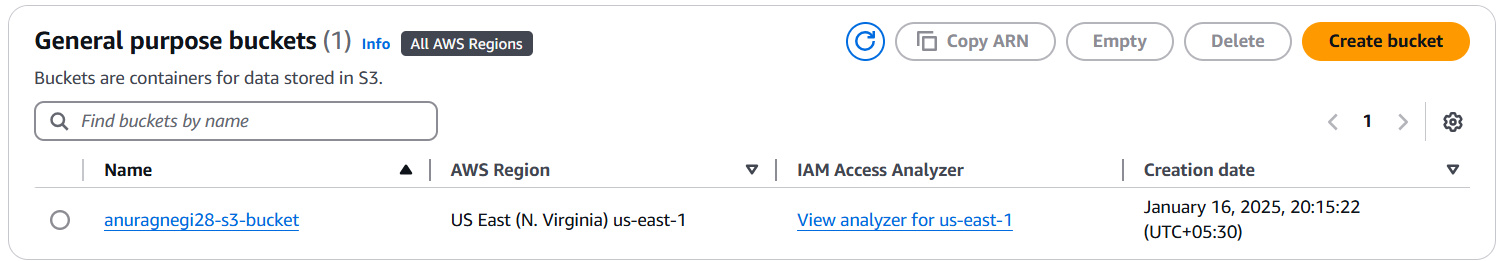 General purpose buckets (1) Info All AWS Regions
Copy ARN Empty Delete Create bucket
Buckets are containers for data stored in S3.
Find buckets by name
1
Name AWS Region IAM Access Analyzer Creation date
anuragnegi28-s3-bucket US East (N. Virginia) us-east-1 View analyzer for us-east-1 January 16, 2025, 20:15:22
(UTC+05:30)